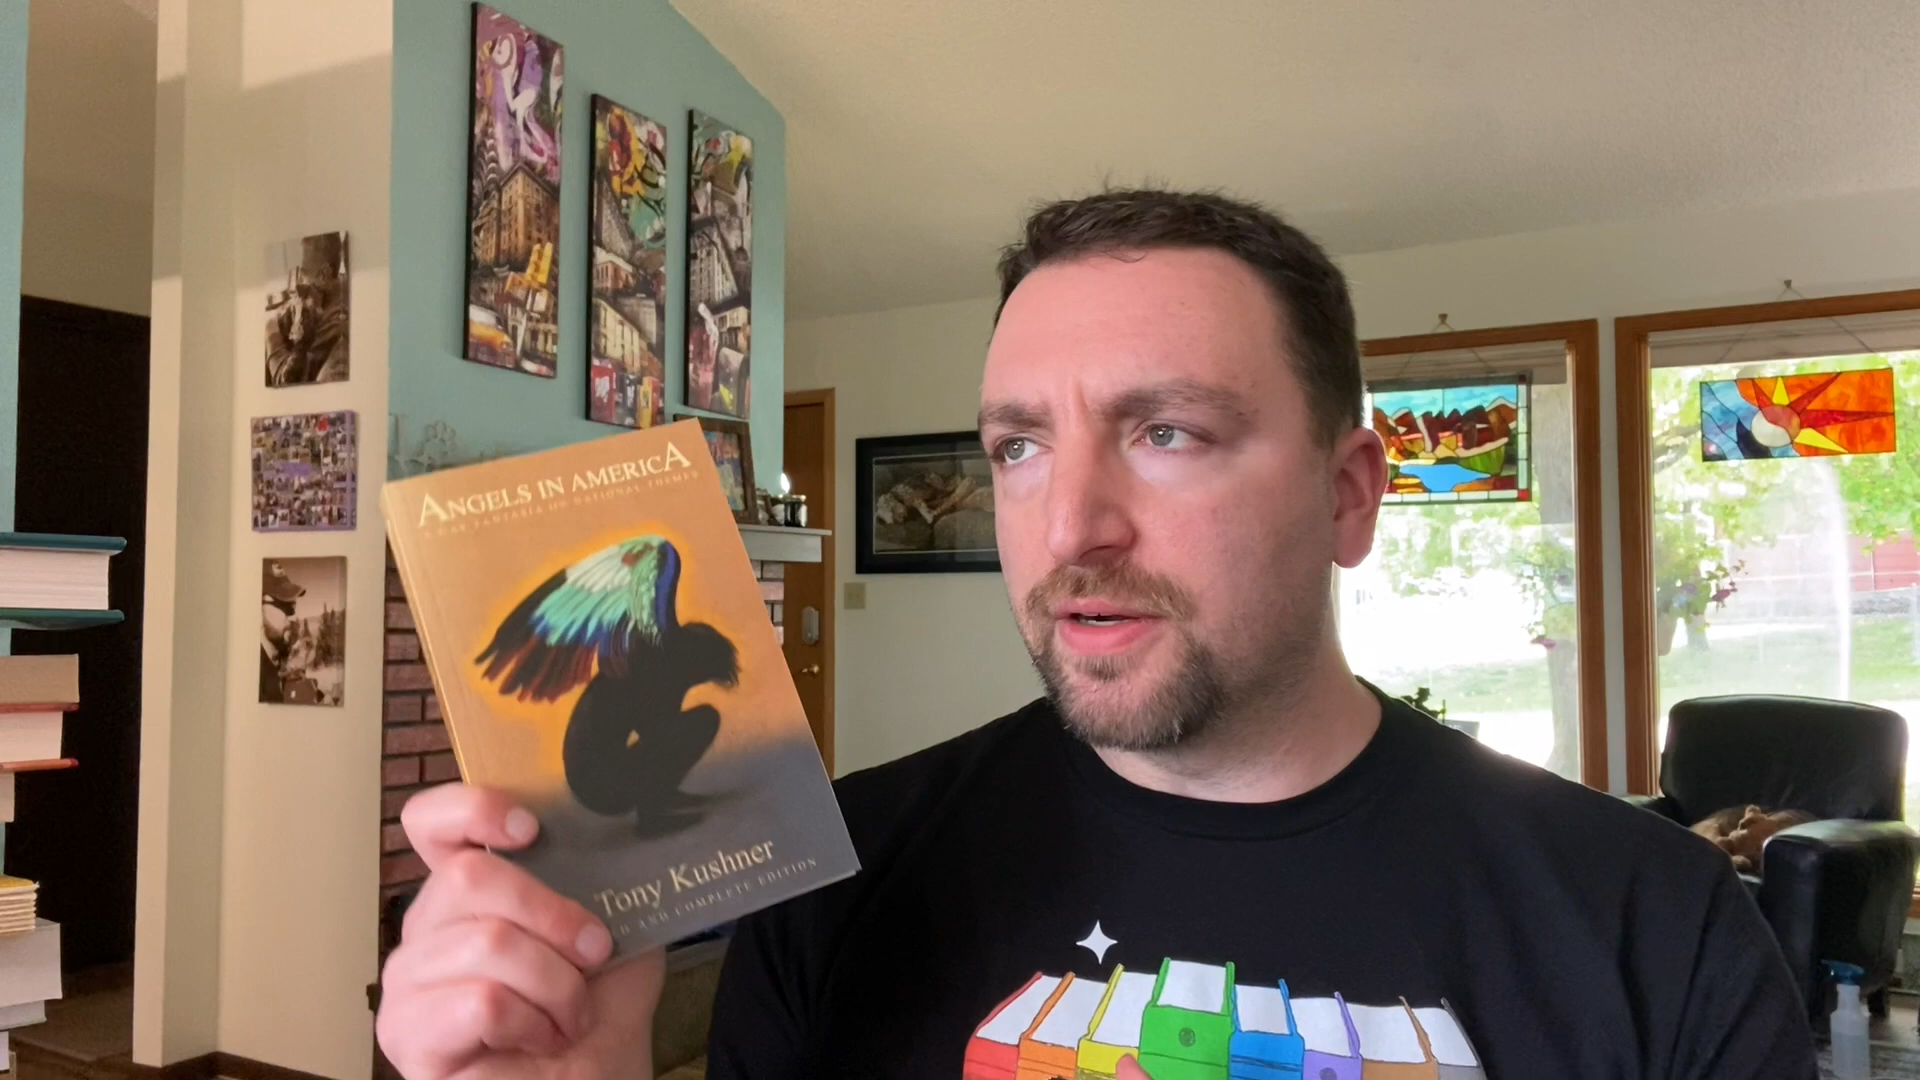 ANGELS IN AMERICA
A GAY FANTASIA ON NATIONAL THEMES
Tony Kushner
D AND COMPLETE EDITION